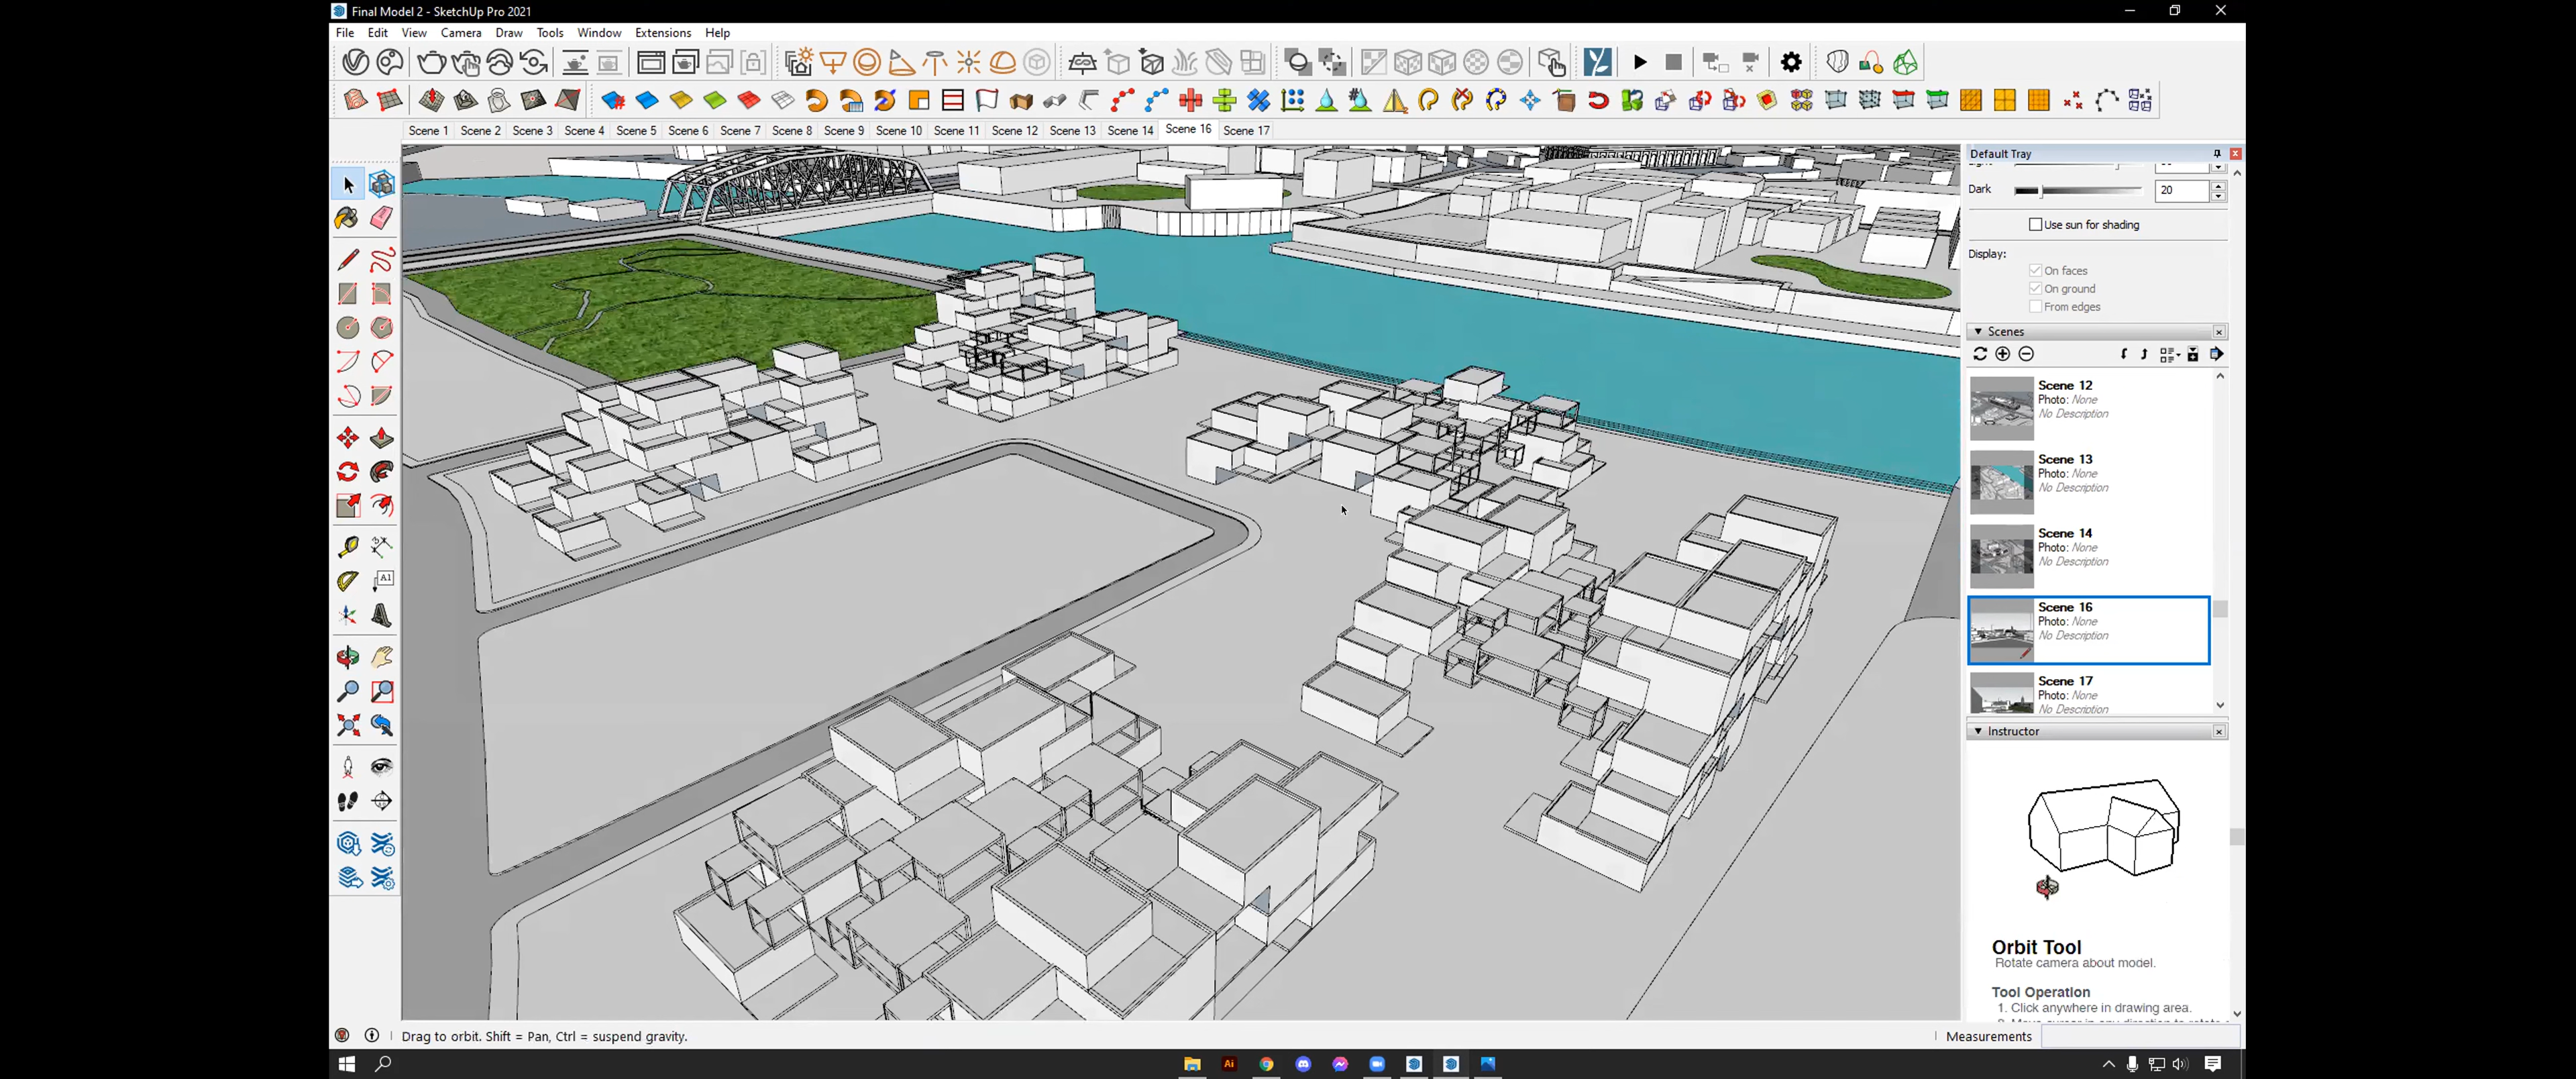 Final Model 2 - SketchUp Pro 2021
File Edit View Camera Draw Tools Window Extensions Help
Scene 1 Scene 2 Scene 3 Scene 4 Scene 5 Scene 6 Scene 7 Scene 8 Scene 9 Scene 10 Scene 11 Scene 12 Scene 13 Scene 14 Scene 16 Scene 17
Default Tray
Dark 20
Use sun for shading
Display:
On faces
On ground
From edges
Scenes
Scene 12
Photo: None
No Description
Scene 13
Photo: None
No Description
Scene 14
Photo: None
No Description
Scene 16
Photo: None
No Description
Scene 17
Photo: None
No Description
Instructor
Orbit Tool
Rotate camera about model.
Tool Operation
1. Click anywhere in drawing area.
A1
Drag to orbit. Shift = Pan, Ctrl = suspend gravity.
Measurements
Ai